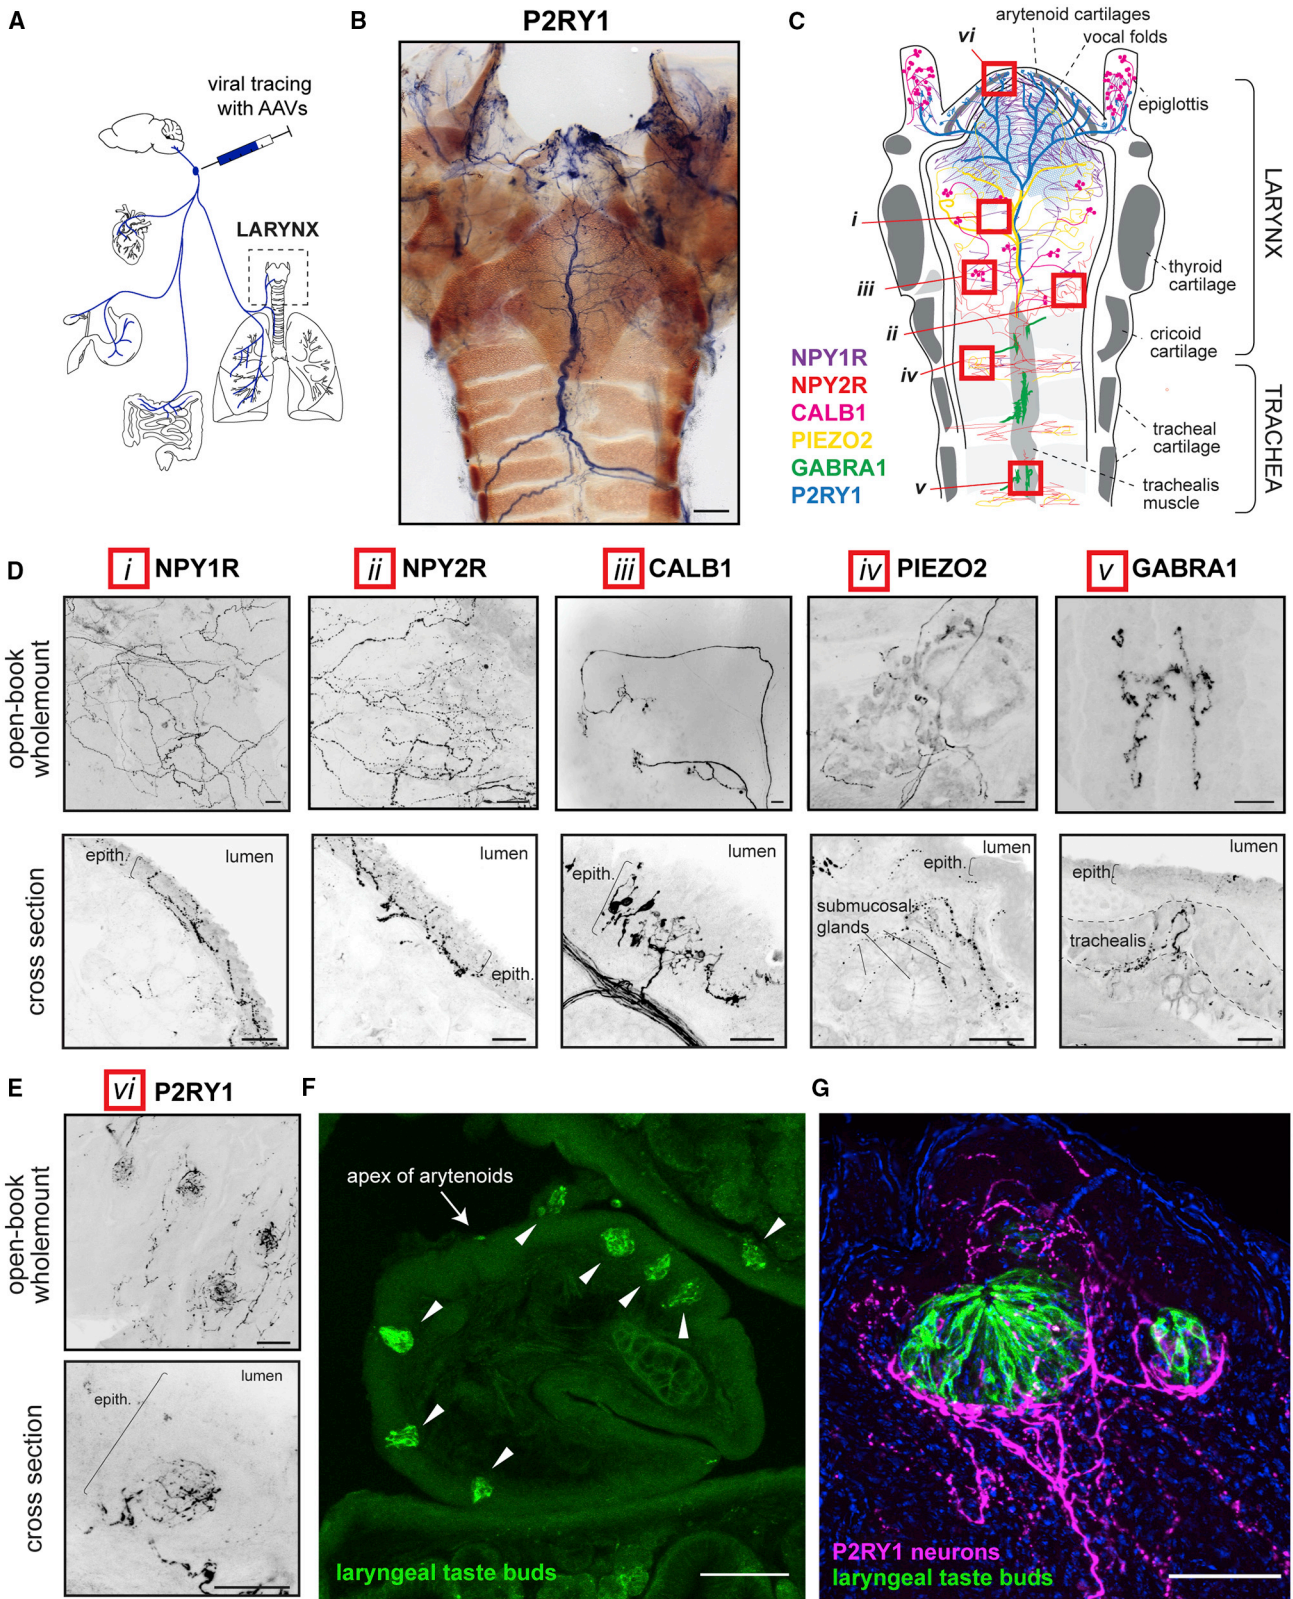 A
viral tracing
with AAVs
LARYNX
B
P2RY1
C
arytenoid cartilages
vocal folds
vi
epiglottis
i
iii
ii
iv
v
thyroid
cartilage
cricoid
cartilage
tracheal
cartilage
trachealis
muscle
LARYNX
TRACHEA
NPY1R
NPY2R
CALB1
PIEZO2
GABRA1
P2RY1
D
i NPY1R
ii NPY2R
iii CALB1
iv PIEZO2
v GABRA1
open-book
wholemount
cross section
epith.
lumen
lumen
epith.
epith.
lumen
lumen
epith.
submucosal
glands
lumen
epith.
trachealis
E
vi P2RY1
open-book
wholemount
cross section
epith.
lumen
F
apex of arytenoids
laryngeal taste buds
G
P2RY1 neurons
laryngeal taste buds